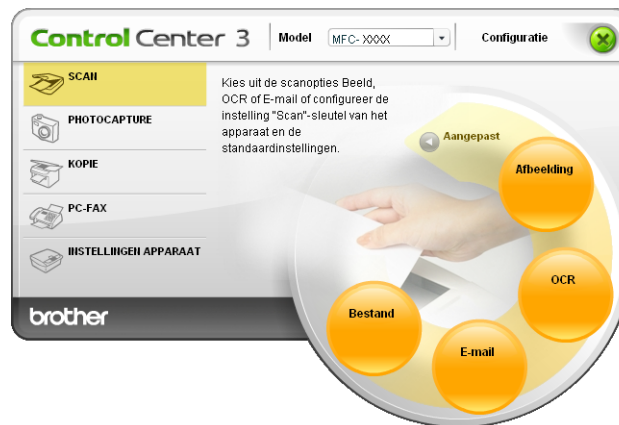 Control Center 3
Model
MFC- XXXX
Configuratie
SCAN
PHOTOCAPTURE
KOPIE
PC-FAX
INSTELLINGEN APPARAAT
brother
Kies uit de scanopties Beeld,
OCR of E-mail of configureer de
instelling "Scan"-sleutel van het
apparaat en de
standaardinstellingen.
Aangepast
Afbeelding
OCR
E-mail
Bestand